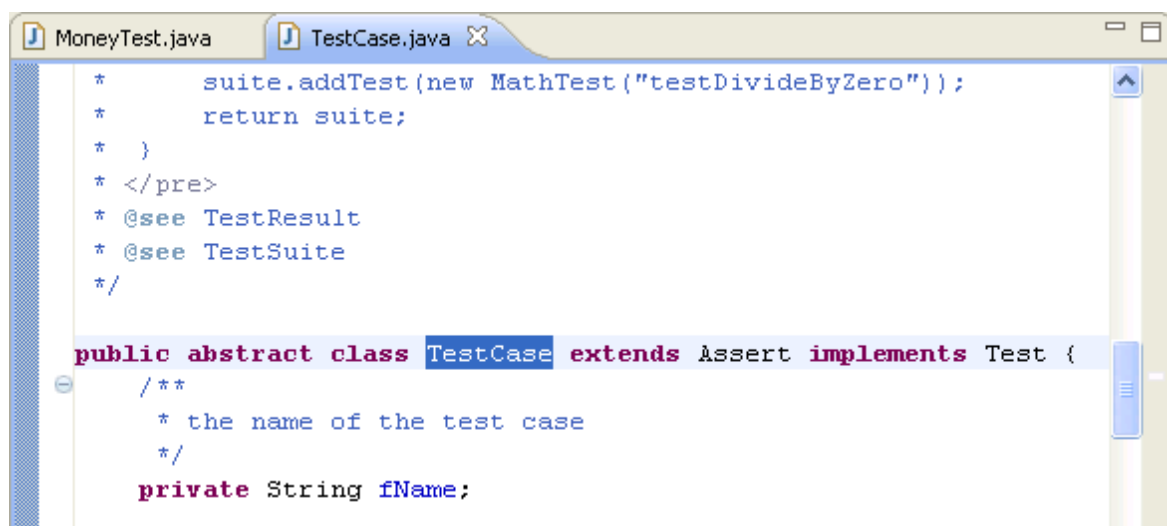 MoneyTest.java TestCase.java
*       suite.addTest(new MathTest("testDivideByZero"));
*       return suite;
*  }
* </pre>
* @see TestResult
* @see TestSuite
*/
public abstract class TestCase extends Assert implements Test {
/**
* the name of the test case
*/
private String fName;